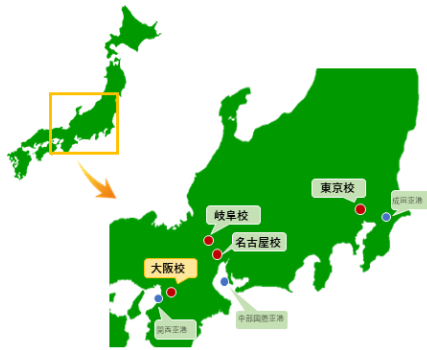 東京校
成田空港
岐阜校
名古屋校
大阪校
中部国際空港
関西空港